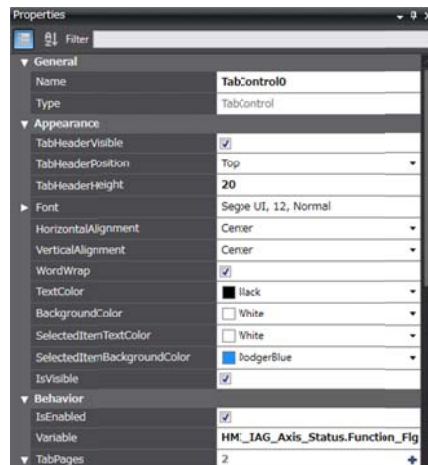 Properties
Filter
General
Name TabControl0
Type TabControl
Appearance
TabHeaderVisible
TabHeaderPosition Top
TabHeaderHeight 20
Font Segoe UI, 12, Normal
HorizontalAlignment Center
VerticalAlignment Center
WordWrap
TextColor Black
BackgroundColor White
SelectedItemTextColor White
SelectedItemBackgroundColor DodgerBlue
IsVisible
Behavior
IsEnabled
Variable HMI_IAG_Axis_Status.Function_Flg
TabPages 2